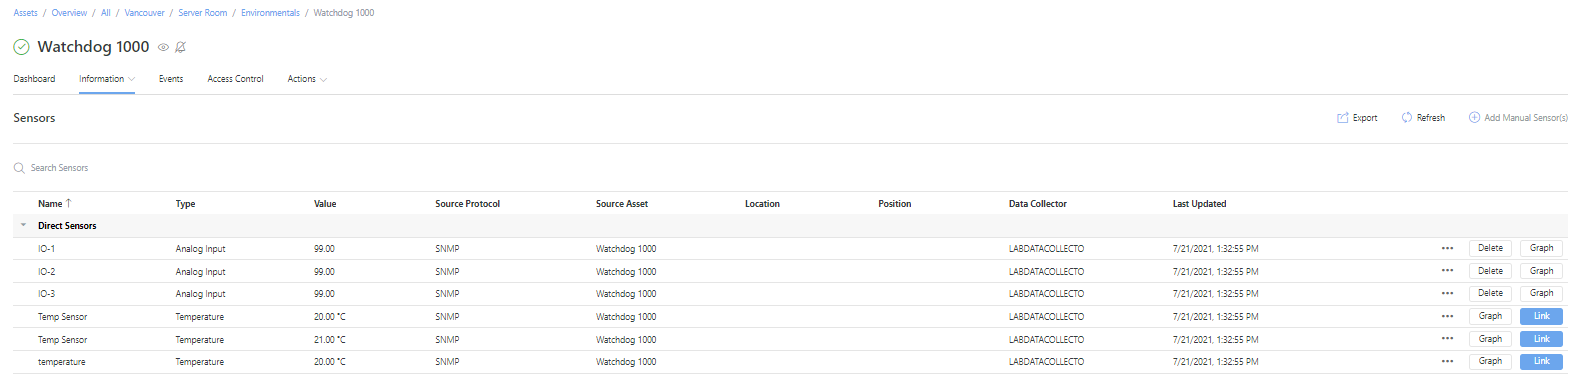 Assets / Overview / All / Vancouver / Server Room / Environmentals / Watchdog 1000
Watchdog 1000
Dashboard Information Events Access Control Actions
Sensors Export Refresh Add Manual Sensor(s)
Search Sensors
Name Type Value Source Protocol Source Asset Location Position Data Collector Last Updated
Direct Sensors
IO-1 Analog Input 99.00 SNMP Watchdog 1000 LABDATACOLLECTO 7/21/2021, 1:32:55 PM ••• Delete Graph
IO-2 Analog Input 99.00 SNMP Watchdog 1000 LABDATACOLLECTO 7/21/2021, 1:32:55 PM ••• Delete Graph
IO-3 Analog Input 99.00 SNMP Watchdog 1000 LABDATACOLLECTO 7/21/2021, 1:32:55 PM ••• Delete Graph
Temp Sensor Temperature 20.00 °C SNMP Watchdog 1000 LABDATACOLLECTO 7/21/2021, 1:32:55 PM ••• Graph Link
Temp Sensor Temperature 21.00 °C SNMP Watchdog 1000 LABDATACOLLECTO 7/21/2021, 1:32:55 PM ••• Graph Link
temperature Temperature 20.00 °C SNMP Watchdog 1000 LABDATACOLLECTO 7/21/2021, 1:32:55 PM ••• Graph Link